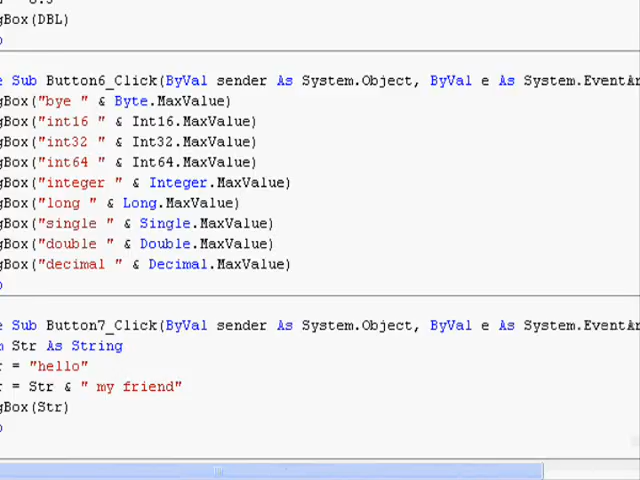 gBox(DBL)
e Sub Button6_Click(ByVal sender As System.Object, ByVal e As System.EventAr
gBox("bye " & Byte.MaxValue)
gBox("int16 " & Int16.MaxValue)
gBox("int32 " & Int32.MaxValue)
gBox("int64 " & Int64.MaxValue)
gBox("integer " & Integer.MaxValue)
gBox("long " & Long.MaxValue)
gBox("single " & Single.MaxValue)
gBox("double " & Double.MaxValue)
gBox("decimal " & Decimal.MaxValue)
e Sub Button7_Click(ByVal sender As System.Object, ByVal e As System.EventAr
m Str As String
r = "hello"
r = Str & " my friend"
gBox(Str)